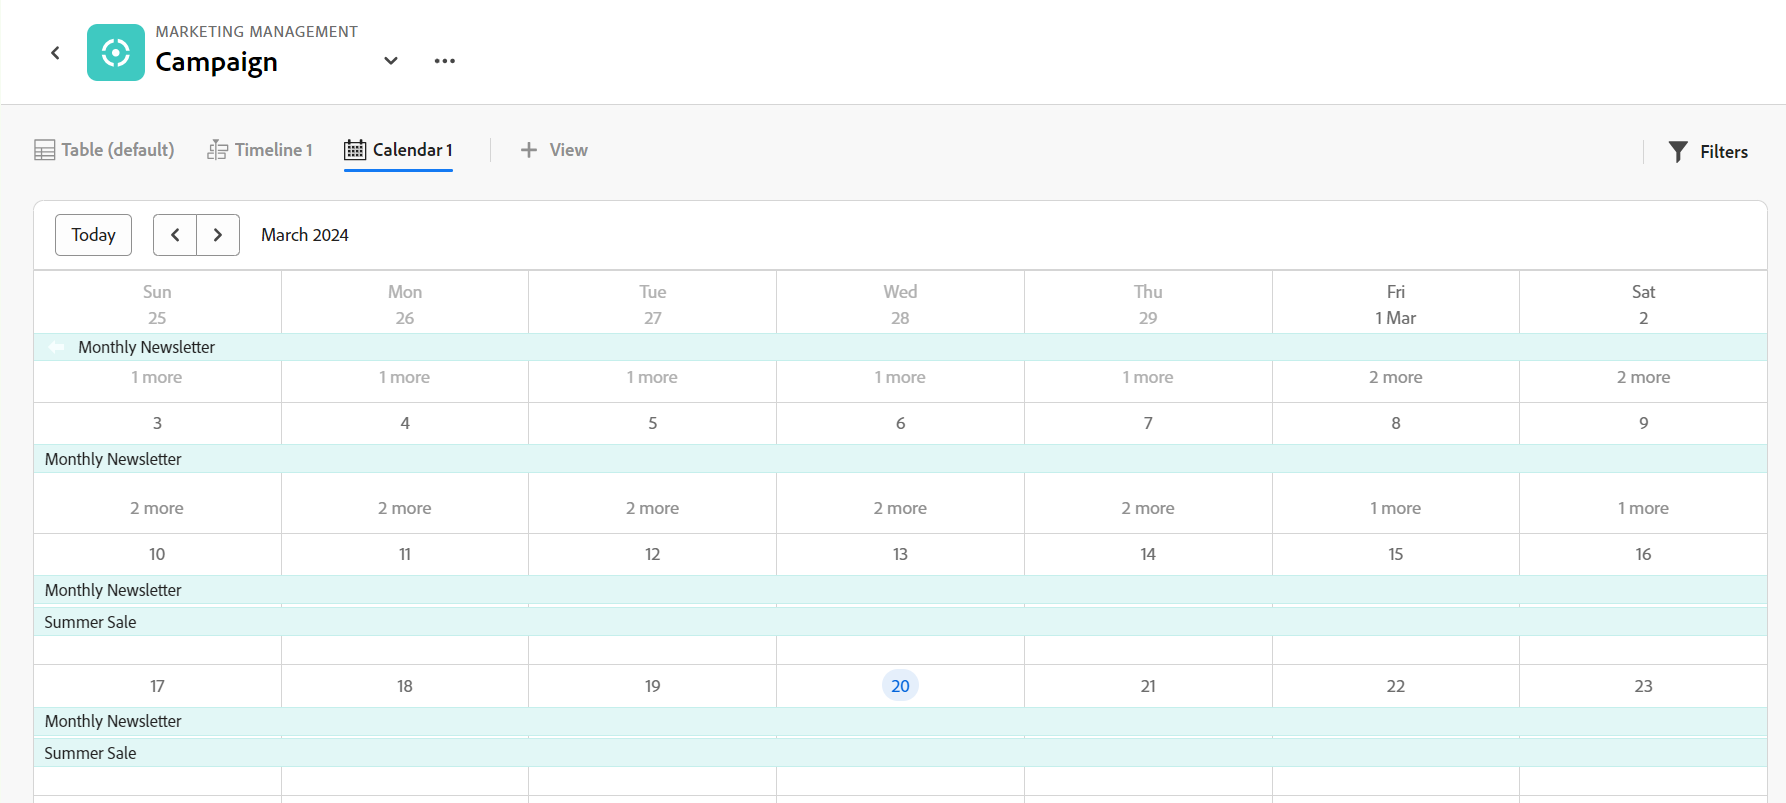 MARKETING MANAGEMENT
Campaign
Table (default) Timeline 1 Calendar 1 View Filters
Today March 2024
Sun Mon Tue Wed Thu Fri Sat
25 26 27 28 29 1 Mar 2
Monthly Newsletter
1 more 1 more 1 more 1 more 1 more 2 more 2 more
3 4 5 6 7 8 9
Monthly Newsletter
2 more 2 more 2 more 2 more 2 more 1 more 1 more
10 11 12 13 14 15 16
Monthly Newsletter
Summer Sale
17 18 19 20 21 22 23
Monthly Newsletter
Summer Sale